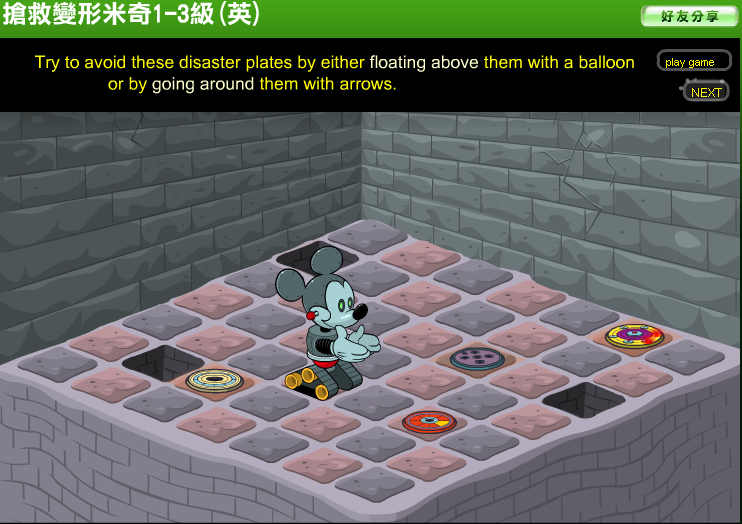 搶救變形米奇1-3級(英)
好友分享
Try to avoid these disaster plates by either floating above them with a balloon
or by going around them with arrows.
play game
NEXT